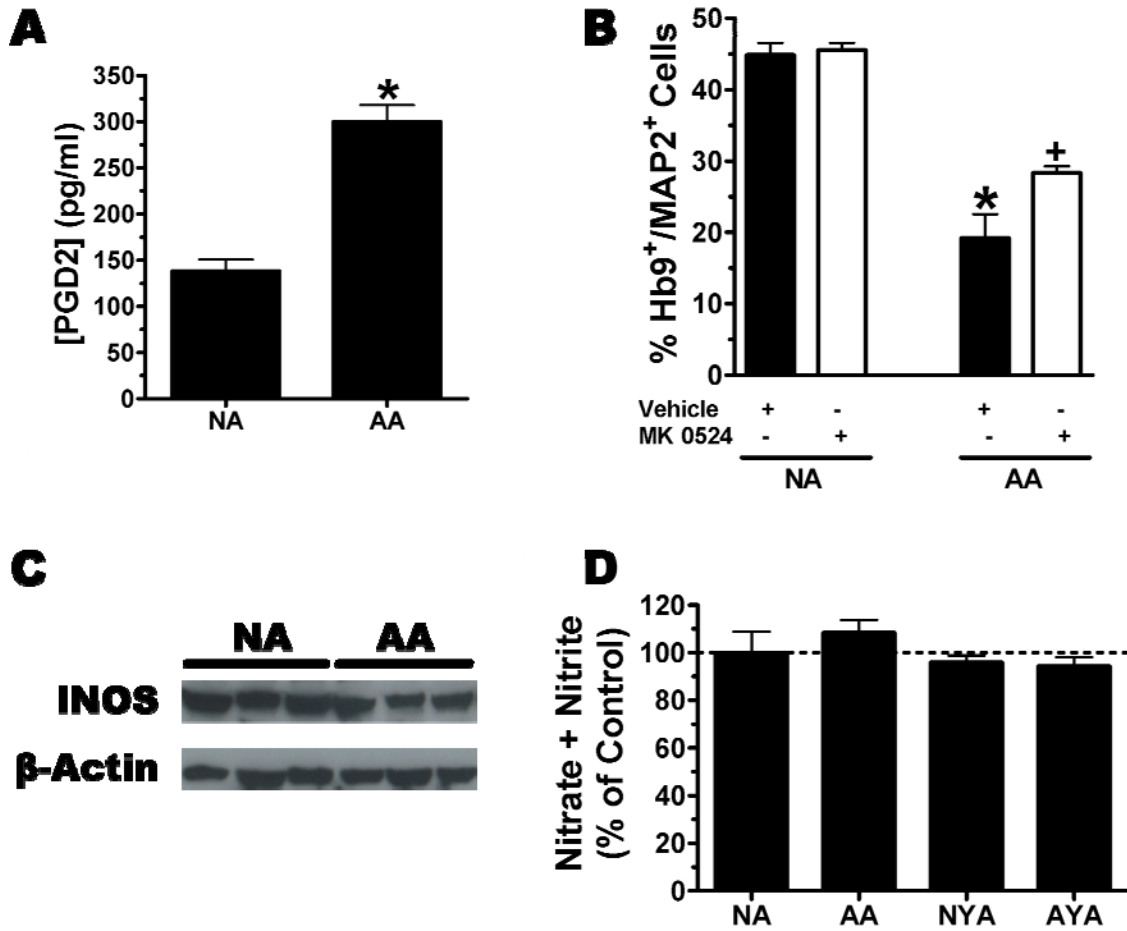 A
350
300
250
200
150
100
50
0
[PGD2] (pg/ml)
*
NA AA
B
50
40
30
20
10
0
% Hb9+/MAP2+ Cells
*
+
Vehicle + - + -
MK 0524 - + - +
NA AA
C
NA AA
INOS
β-Actin
D
120
100
80
60
40
20
0
Nitrate + Nitrite
(% of Control)
NA AA NYA AYA